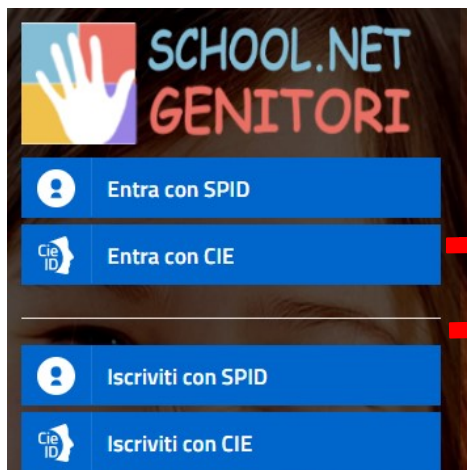 SCHOOL.NET
GENITORI
Entra con SPID
Cie ID Entra con CIE
Iscriviti con SPID
Cie ID Iscriviti con CIE